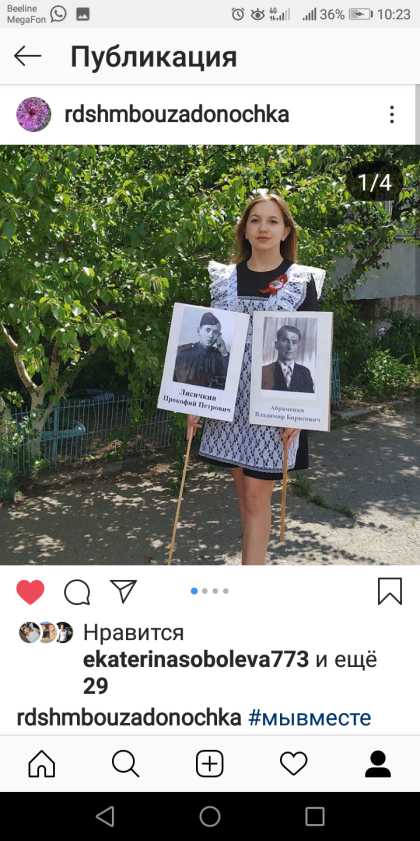 Beeline
MegaFon
4G
36%
10:23
Публикация
rdshmbouzadonochka
1/4
Лисичкин
Прокофий Петрович
Абраменко
Владимир Борисович
Нравится
ekaterinasoboleva773 и ещё
29
rdshmbouzadonochka #мывместе